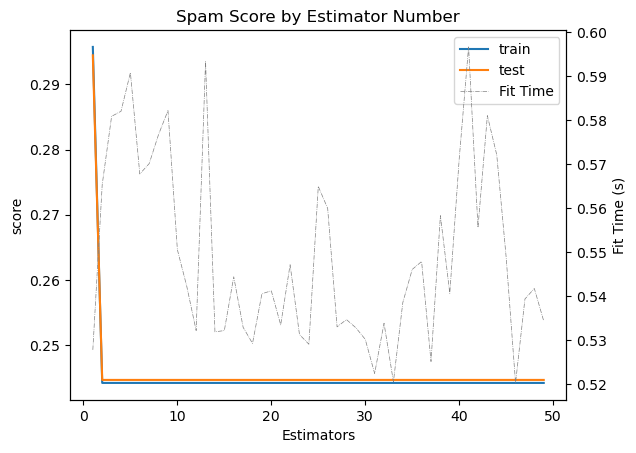 Spam Score by Estimator Number
train
test
Fit Time
score
0.29
0.28
0.27
0.26
0.25
0.60
0.59
0.58
0.57
0.56
0.55
0.54
0.53
0.52
Fit Time (s)
0 10 20 30 40 50
Estimators